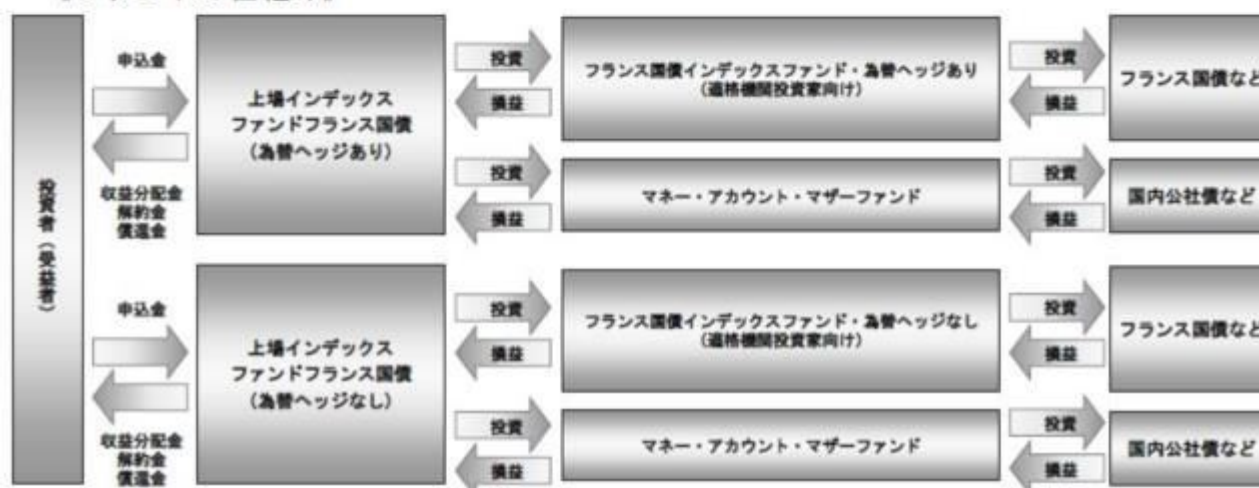 投資者（受益者）
申込金
収益分配金
解約金
償還金
上場インデックス
ファンドフランス国債
（為替ヘッジあり）
投資
損益
フランス国債インデックスファンド・為替ヘッジあり
（適格機関投資家向け）
投資
損益
フランス国債など
投資
損益
マネー・アカウント・マザーファンド
投資
損益
国内公社債など
申込金
収益分配金
解約金
償還金
上場インデックス
ファンドフランス国債
（為替ヘッジなし）
投資
損益
フランス国債インデックスファンド・為替ヘッジなし
（適格機関投資家向け）
投資
損益
フランス国債など
投資
損益
マネー・アカウント・マザーファンド
投資
損益
国内公社債など